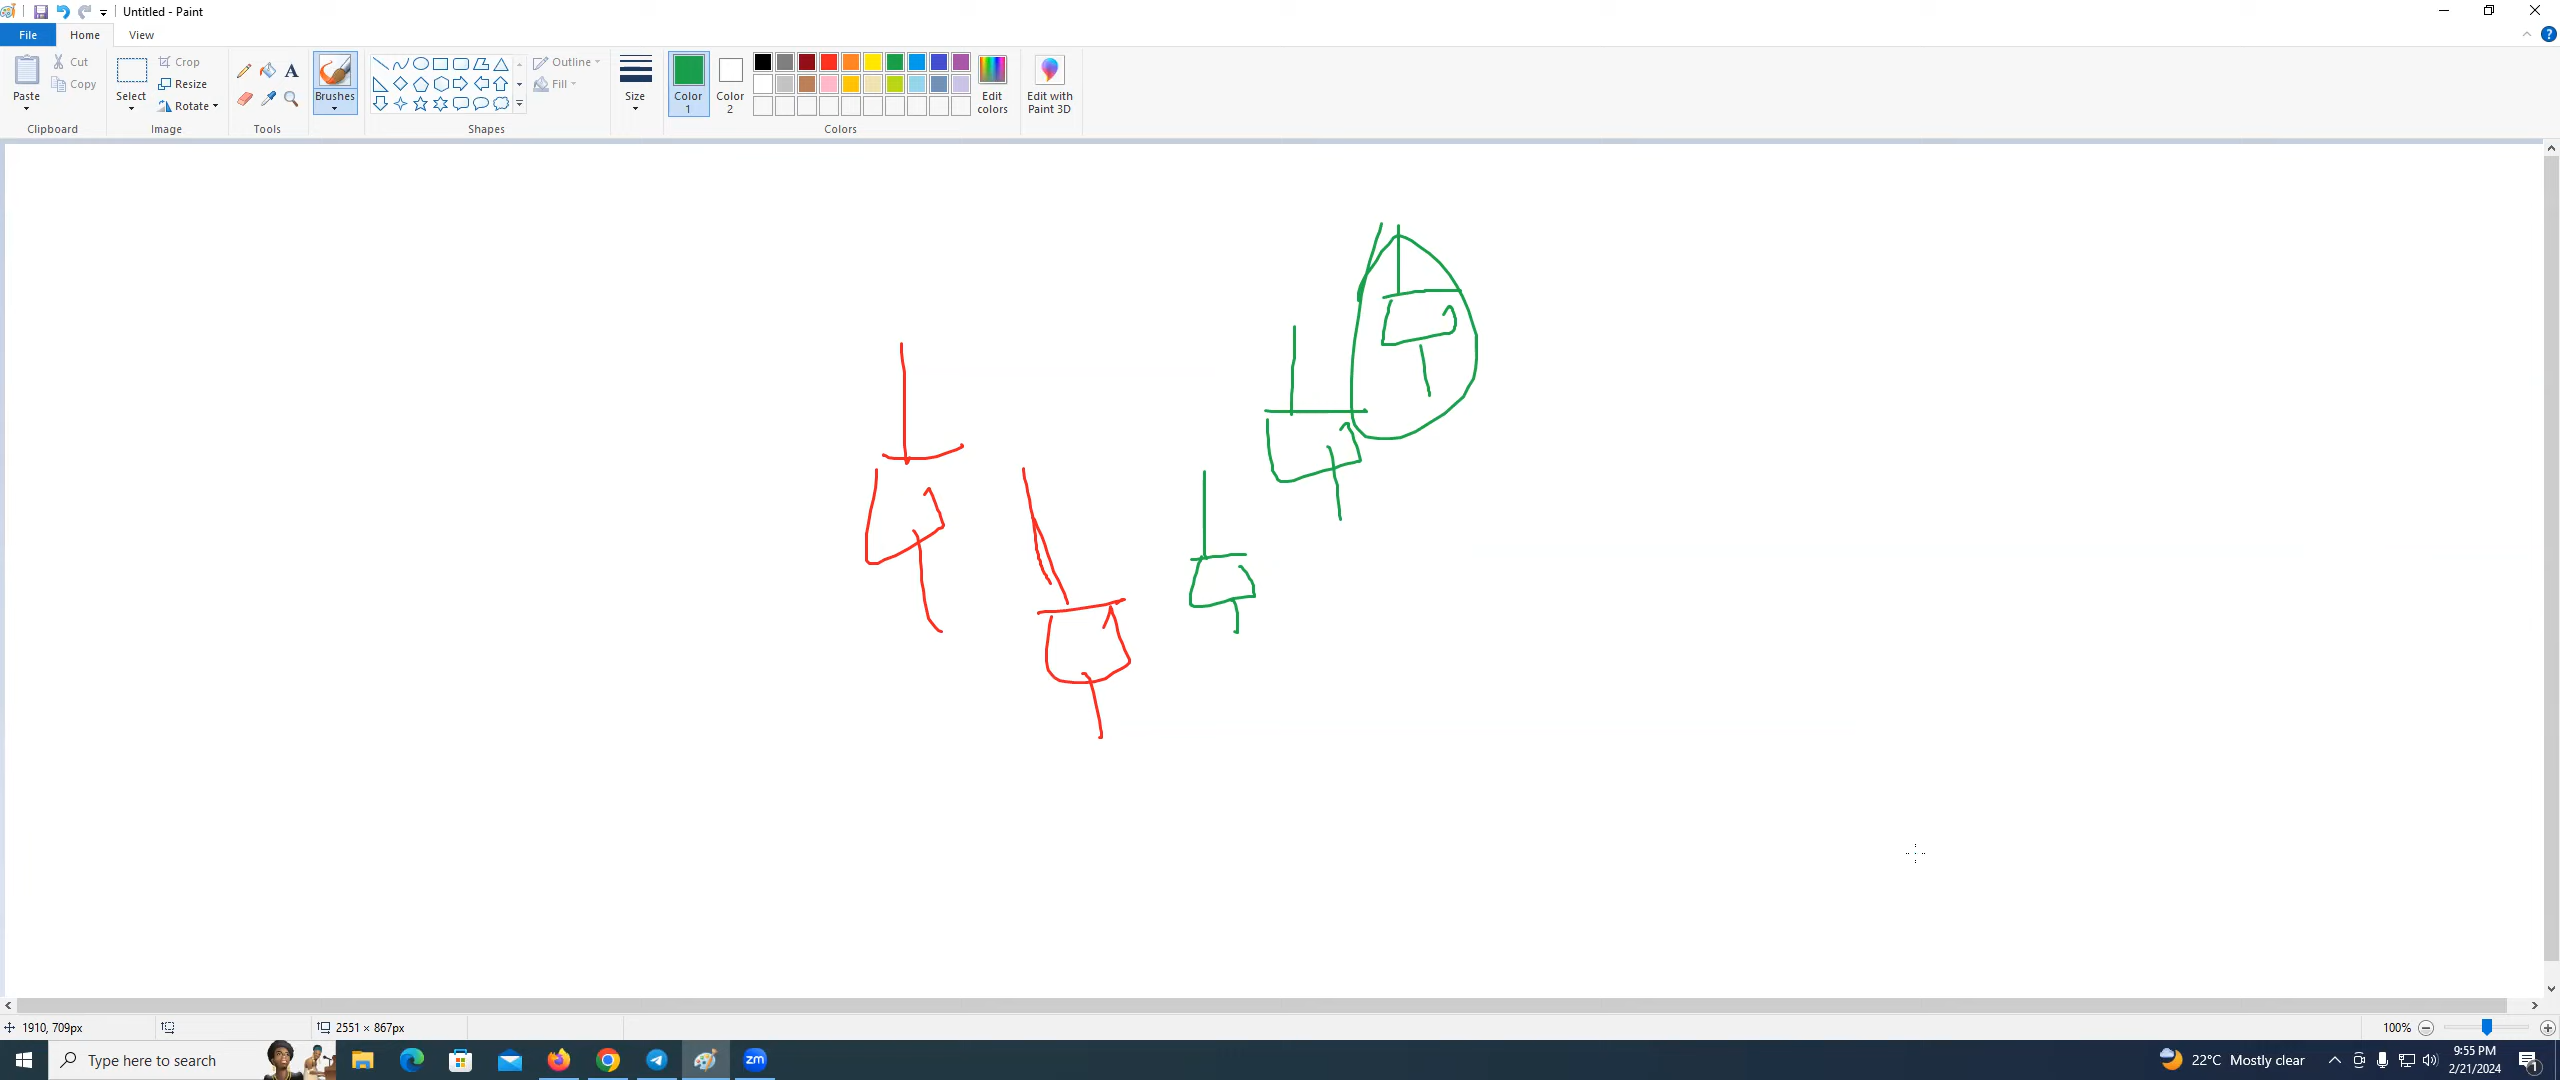 Untitled - Paint
File
Home
View
Paste
Cut
Copy
Clipboard
Select
Crop
Resize
Rotate
Image
A
Tools
Brushes
Shapes
Outline
Fill
Size
Color
1
Color
2
Edit
colors
Colors
Edit with
Paint 3D
1910, 709px
2551 × 867px
100%
Type here to search
zm
22°C Mostly clear
9:55 PM
2/21/2024
1